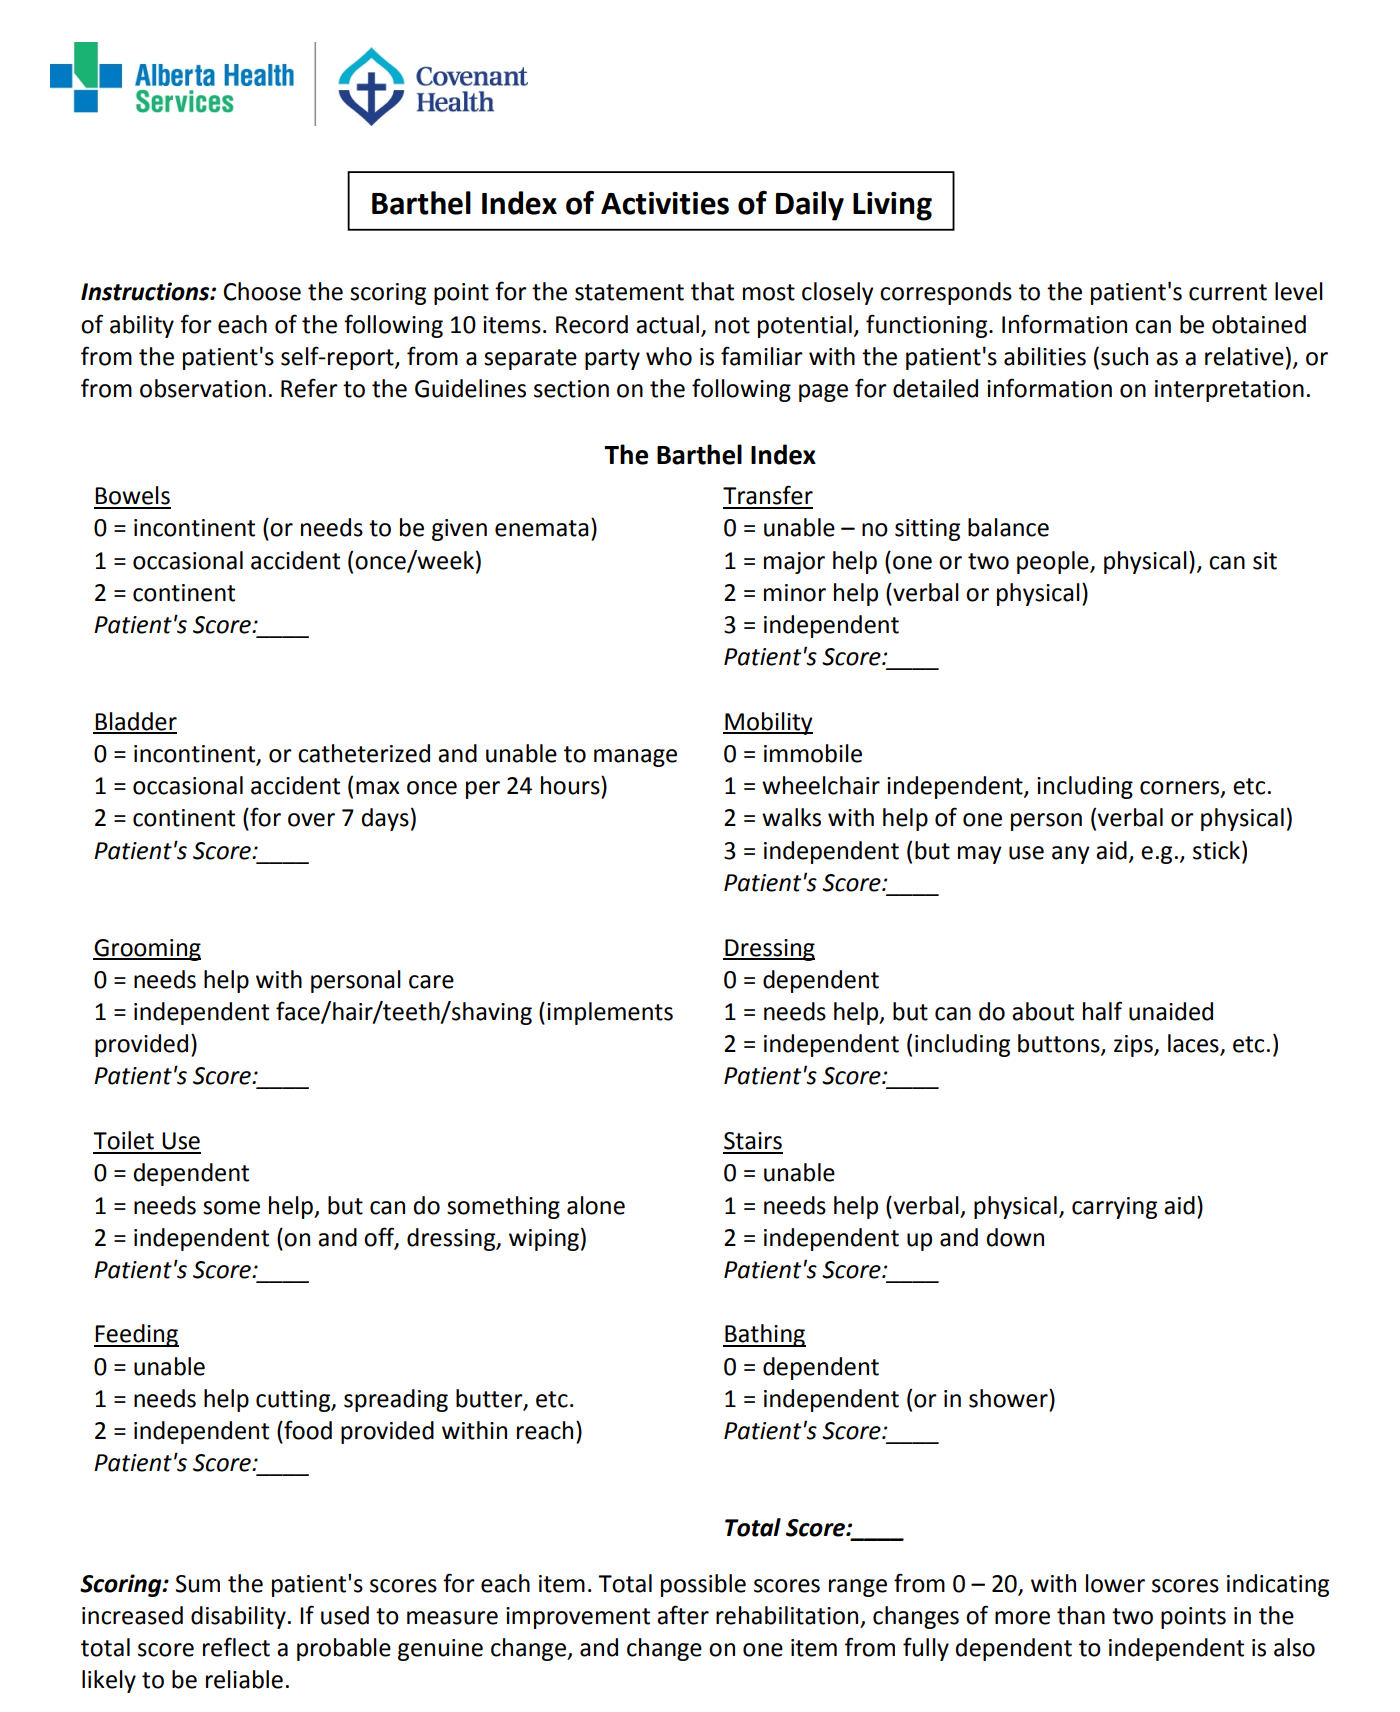 Alberta Health
Services
Covenant
Health
Barthel Index of Activities of Daily Living
Instructions: Choose the scoring point for the statement that most closely corresponds to the patient's current level
of ability for each of the following 10 items. Record actual, not potential, functioning. Information can be obtained
from the patient's self-report, from a separate party who is familiar with the patient's abilities (such as a relative), or
from observation. Refer to the Guidelines section on the following page for detailed information on interpretation.
The Barthel Index
Bowels
0 = incontinent (or needs to be given enemata)
1 = occasional accident (once/week)
2 = continent
Patient's Score:____
Transfer
0 = unable – no sitting balance
1 = major help (one or two people, physical), can sit
2 = minor help (verbal or physical)
3 = independent
Patient's Score:____
Bladder
0 = incontinent, or catheterized and unable to manage
1 = occasional accident (max once per 24 hours)
2 = continent (for over 7 days)
Patient's Score:____
Mobility
0 = immobile
1 = wheelchair independent, including corners, etc.
2 = walks with help of one person (verbal or physical)
3 = independent (but may use any aid, e.g., stick)
Patient's Score:____
Grooming
0 = needs help with personal care
1 = independent face/hair/teeth/shaving (implements
provided)
Patient's Score:____
Dressing
0 = dependent
1 = needs help, but can do about half unaided
2 = independent (including buttons, zips, laces, etc.)
Patient's Score:____
Toilet Use
0 = dependent
1 = needs some help, but can do something alone
2 = independent (on and off, dressing, wiping)
Patient's Score:____
Stairs
0 = unable
1 = needs help (verbal, physical, carrying aid)
2 = independent up and down
Patient's Score:____
Feeding
0 = unable
1 = needs help cutting, spreading butter, etc.
2 = independent (food provided within reach)
Patient's Score:____
Bathing
0 = dependent
1 = independent (or in shower)
Patient's Score:____
Total Score:____
Scoring: Sum the patient's scores for each item. Total possible scores range from 0 – 20, with lower scores indicating
increased disability. If used to measure improvement after rehabilitation, changes of more than two points in the
total score reflect a probable genuine change, and change on one item from fully dependent to independent is also
likely to be reliable.